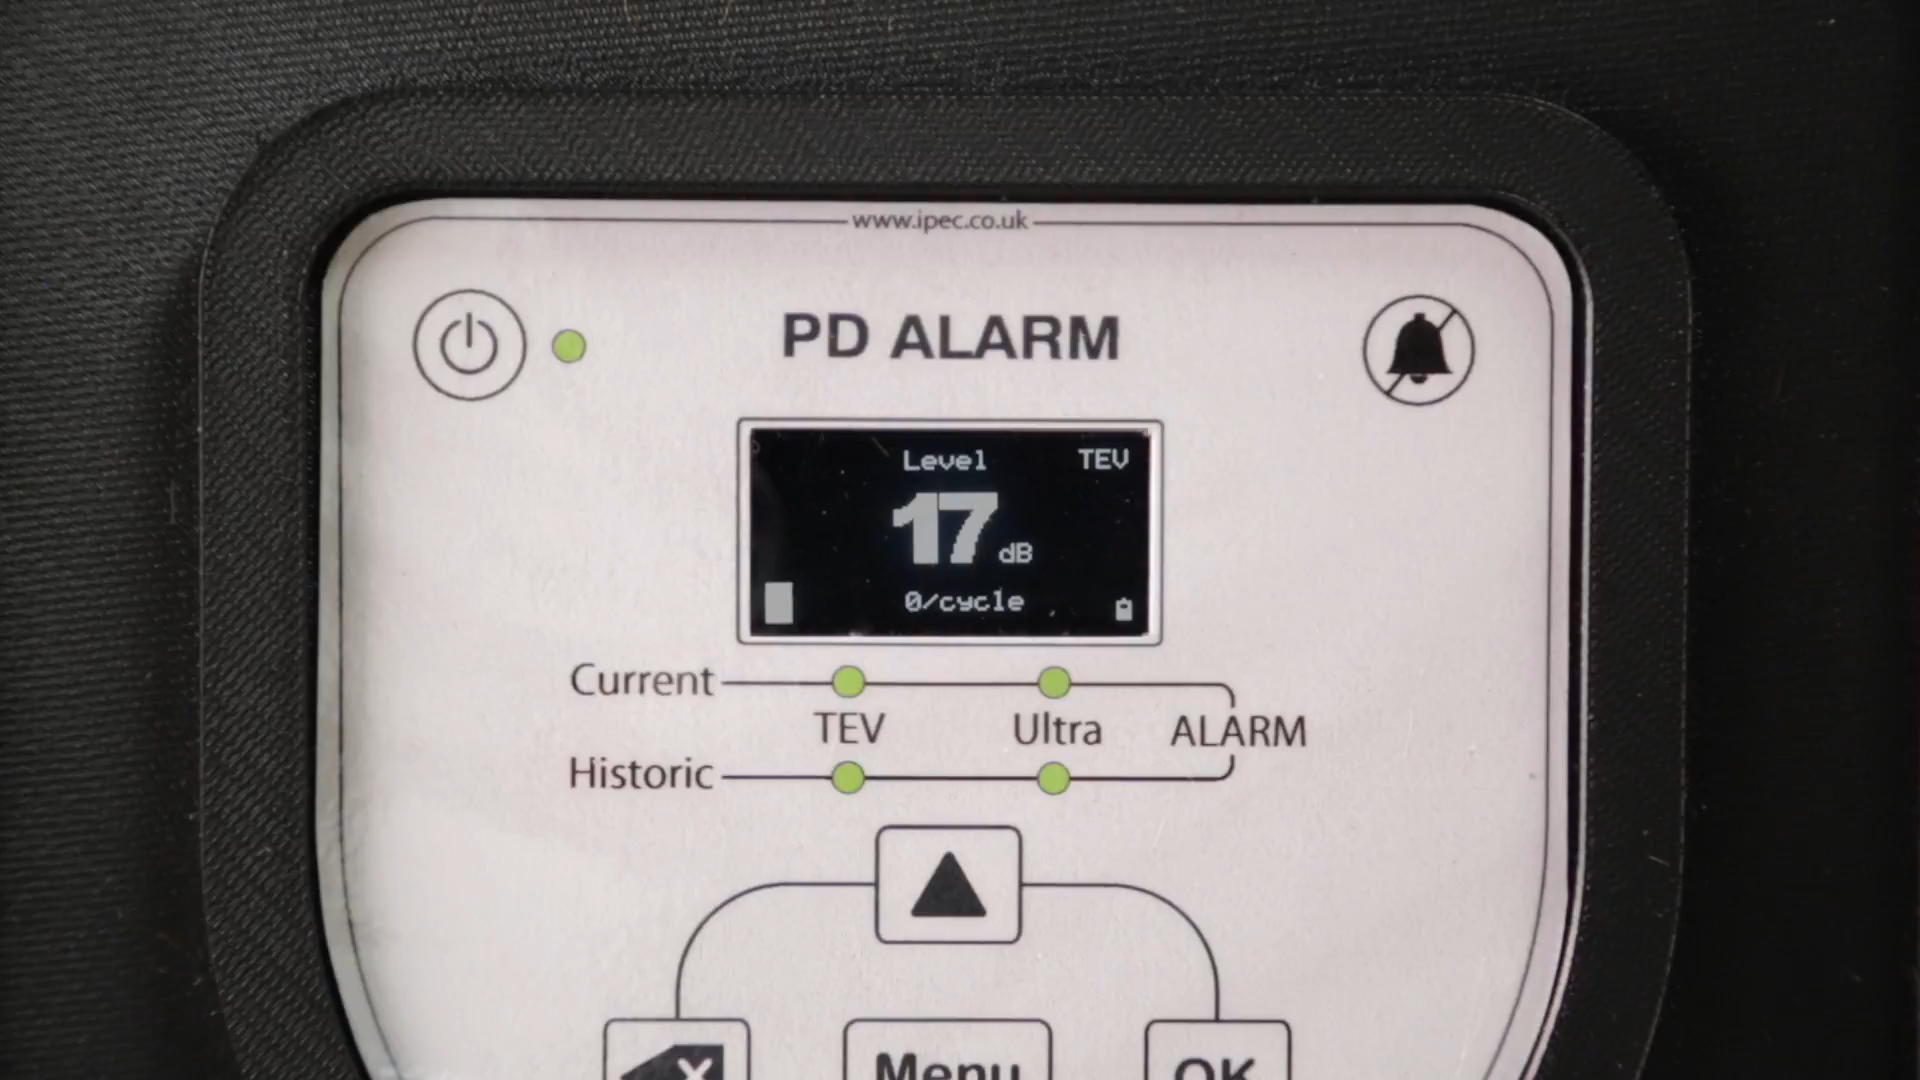 www.ipec.co.uk
PD ALARM
Level TEV
17 dB
0/cycle
Current
TEV Ultra ALARM
Historic
Menu OK